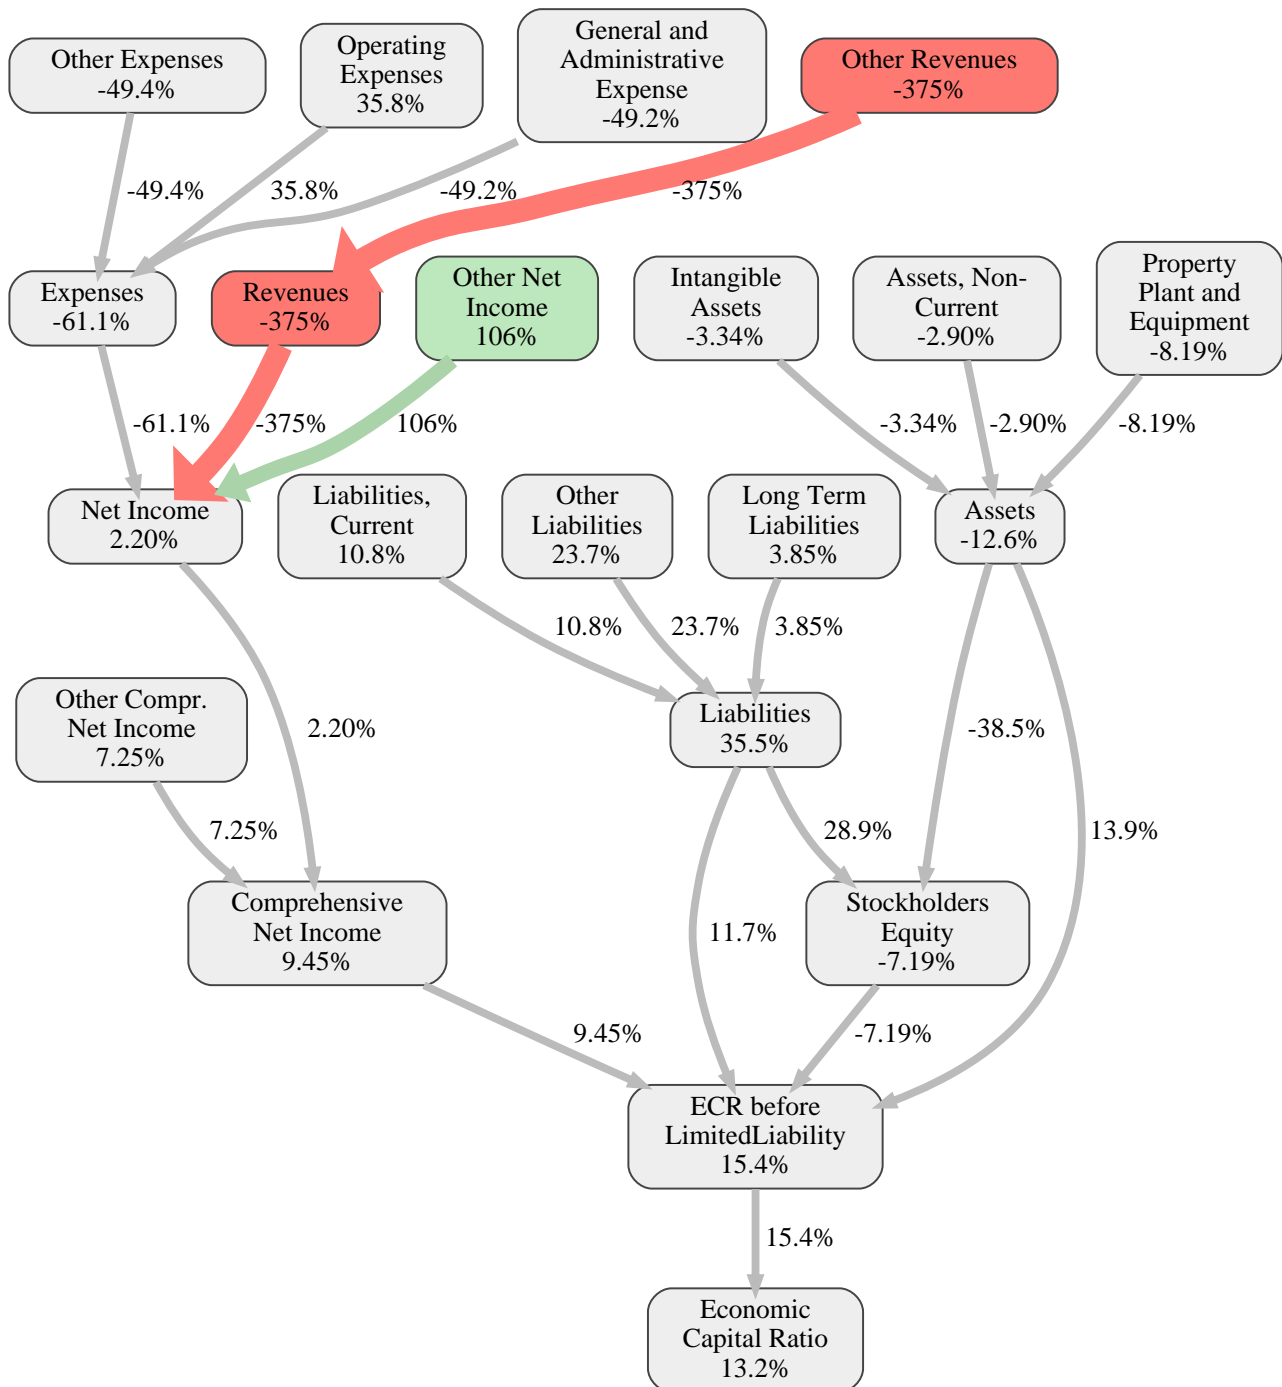 Other Expenses
-49.4%
Operating
Expenses
35.8%
General and
Administrative
Expense
-49.2%
Other Revenues
-375%
-49.4%
35.8%
-49.2%
-375%
Expenses
-61.1%
Revenues
-375%
Other Net
Income
106%
Intangible
Assets
-3.34%
Assets, Non-
Current
-2.90%
Property
Plant and
Equipment
-8.19%
-61.1%
-375%
106%
-3.34%
-2.90%
-8.19%
Net Income
2.20%
Liabilities,
Current
10.8%
Other
Liabilities
23.7%
Long Term
Liabilities
3.85%
Assets
-12.6%
10.8%
23.7%
3.85%
Other Compr.
Net Income
7.25%
2.20%
Liabilities
35.5%
-38.5%
7.25%
28.9%
13.9%
Comprehensive
Net Income
9.45%
11.7%
Stockholders
Equity
-7.19%
9.45%
-7.19%
ECR before
LimitedLiability
15.4%
15.4%
Economic
Capital Ratio
13.2%